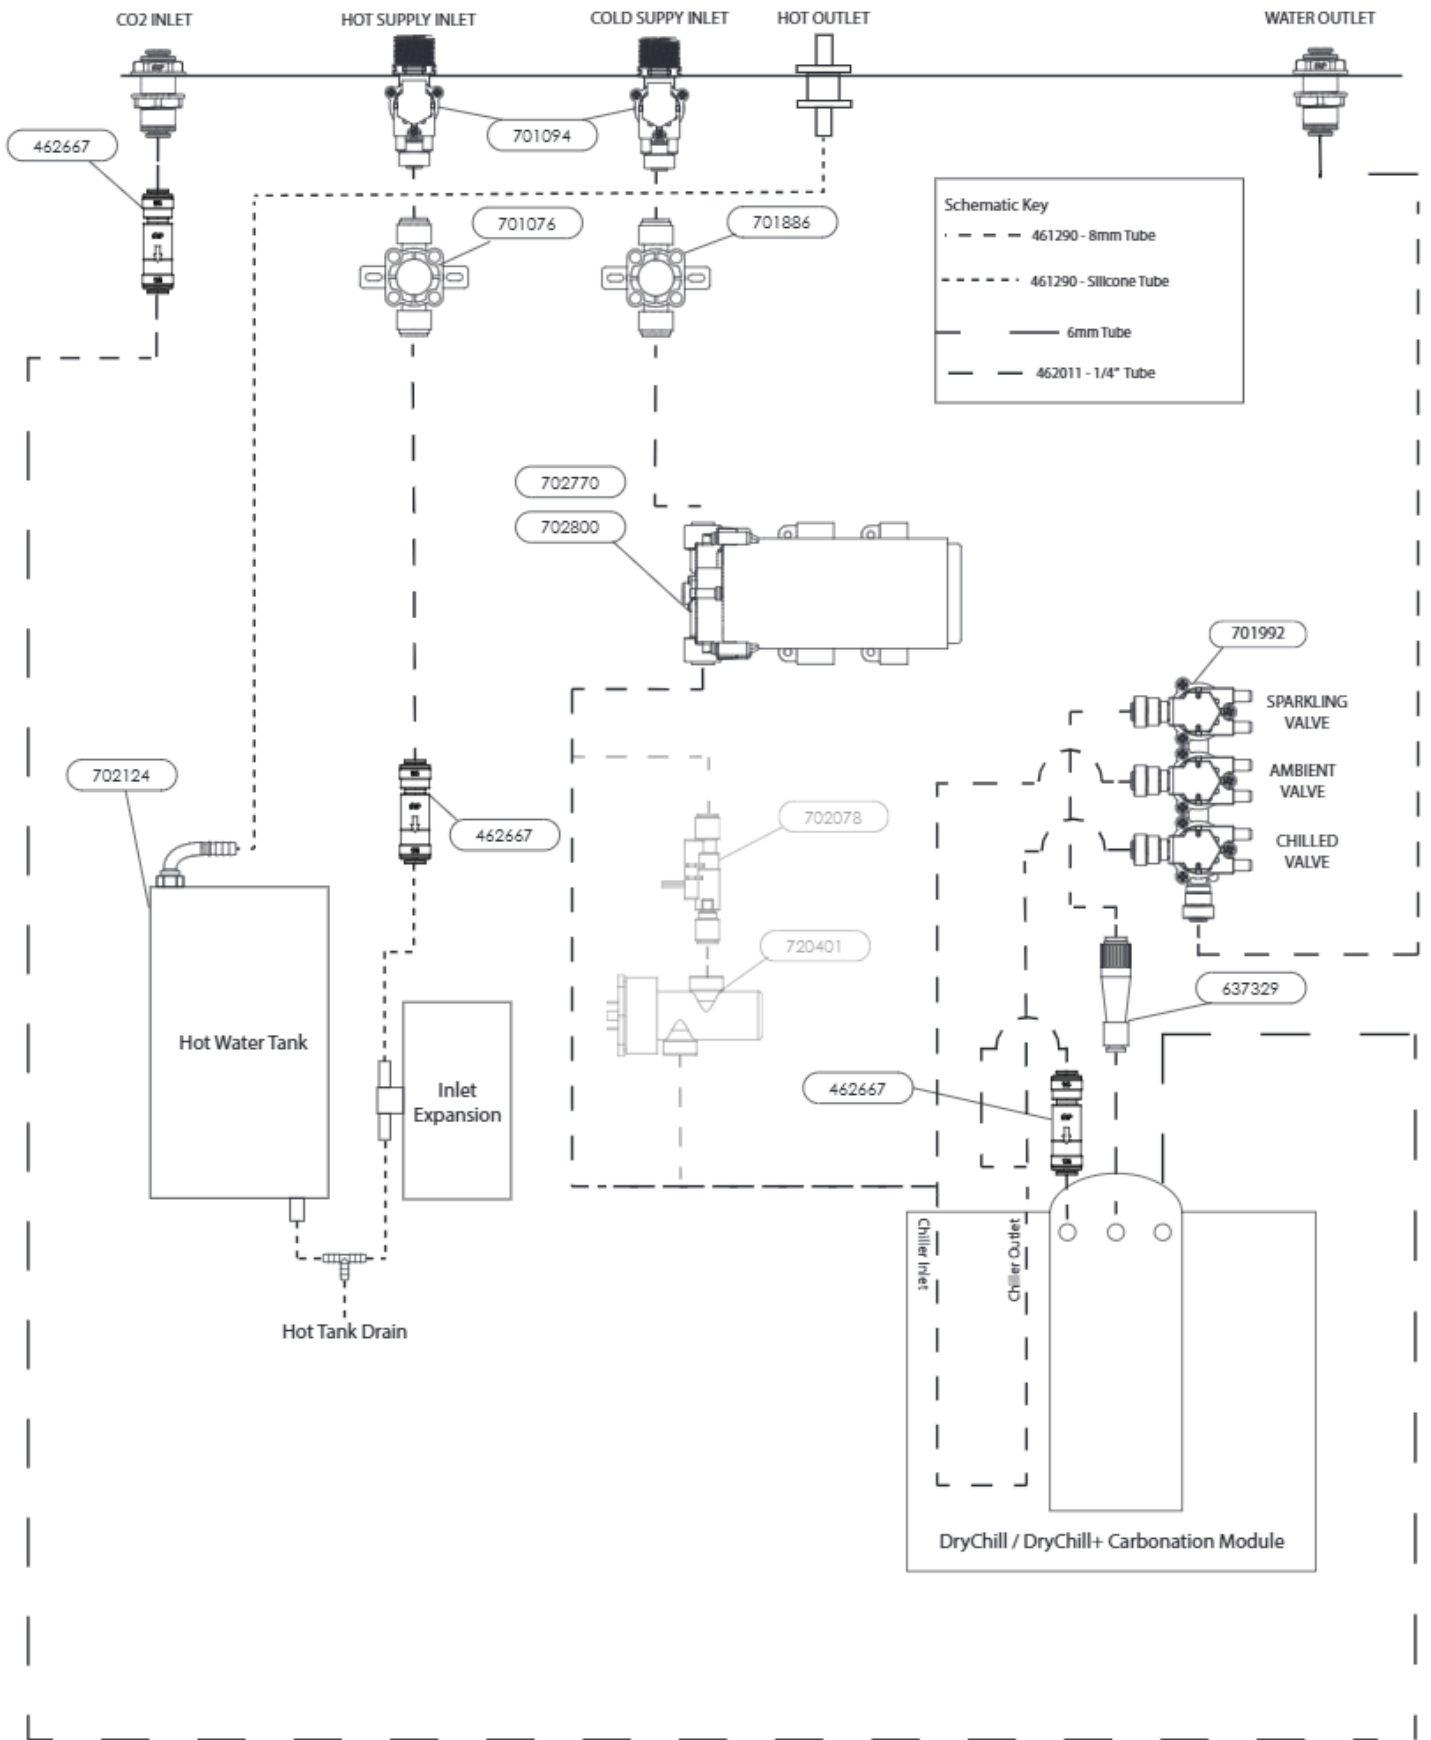 CO2 INLET
HOT SUPPLY INLET
COLD SUPPY INLET
HOT OUTLET
WATER OUTLET
462667
701094
701076
701886
Schematic Key
461290 - 8mm Tube
461290 - Silicone Tube
6mm Tube
462011 - 1/4" Tube
702770
702800
701992
SPARKLING
VALVE
AMBIENT
VALVE
CHILLED
VALVE
702124
462667
702078
720401
637329
462667
Hot Water Tank
Inlet
Expansion
Chiller Inlet
Chiller Outlet
Hot Tank Drain
DryChill / DryChill+ Carbonation Module